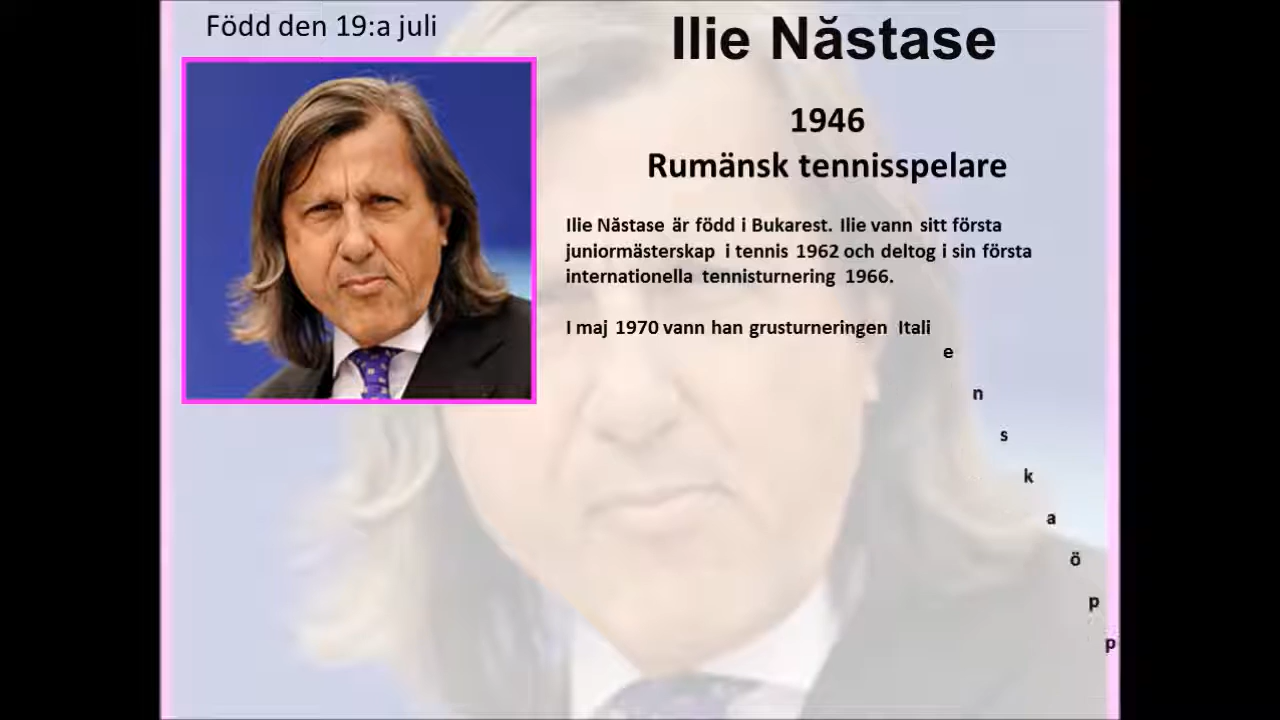 Född den 19:a juli
Ilie Năstase
1946
Rumänsk tennisspelare
Ilie Năstase är född i Bukarest. Ilie vann sitt första
juniormästerskap i tennis 1962 och deltog i sin första
internationella tennisturnering 1966.
I maj 1970 vann han grusturneringen Itali
e
n
s
k
a
ö
p
p